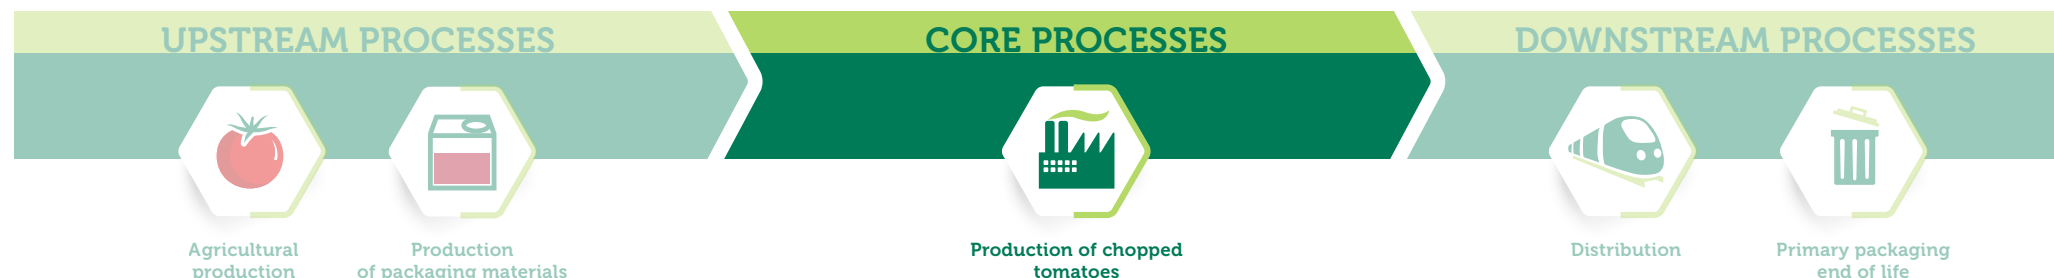 UPSTREAM PROCESSES
CORE PROCESSES
DOWNSTREAM PROCESSES
Agricultural
production
Production
of packaging materials
Production of chopped
tomatoes
Distribution
Primary packaging
end of life